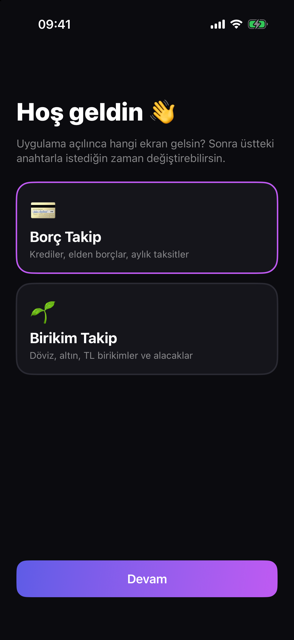 09:41
Hoş geldin 👋
Uygulama açılınca hangi ekran gelsin? Sonra üstteki
anahtarla istediğin zaman değiştirebilirsin.
Borç Takip
Krediler, elden borçlar, aylık taksitler
Birikim Takip
Döviz, altın, TL birikimler ve alacaklar
Devam